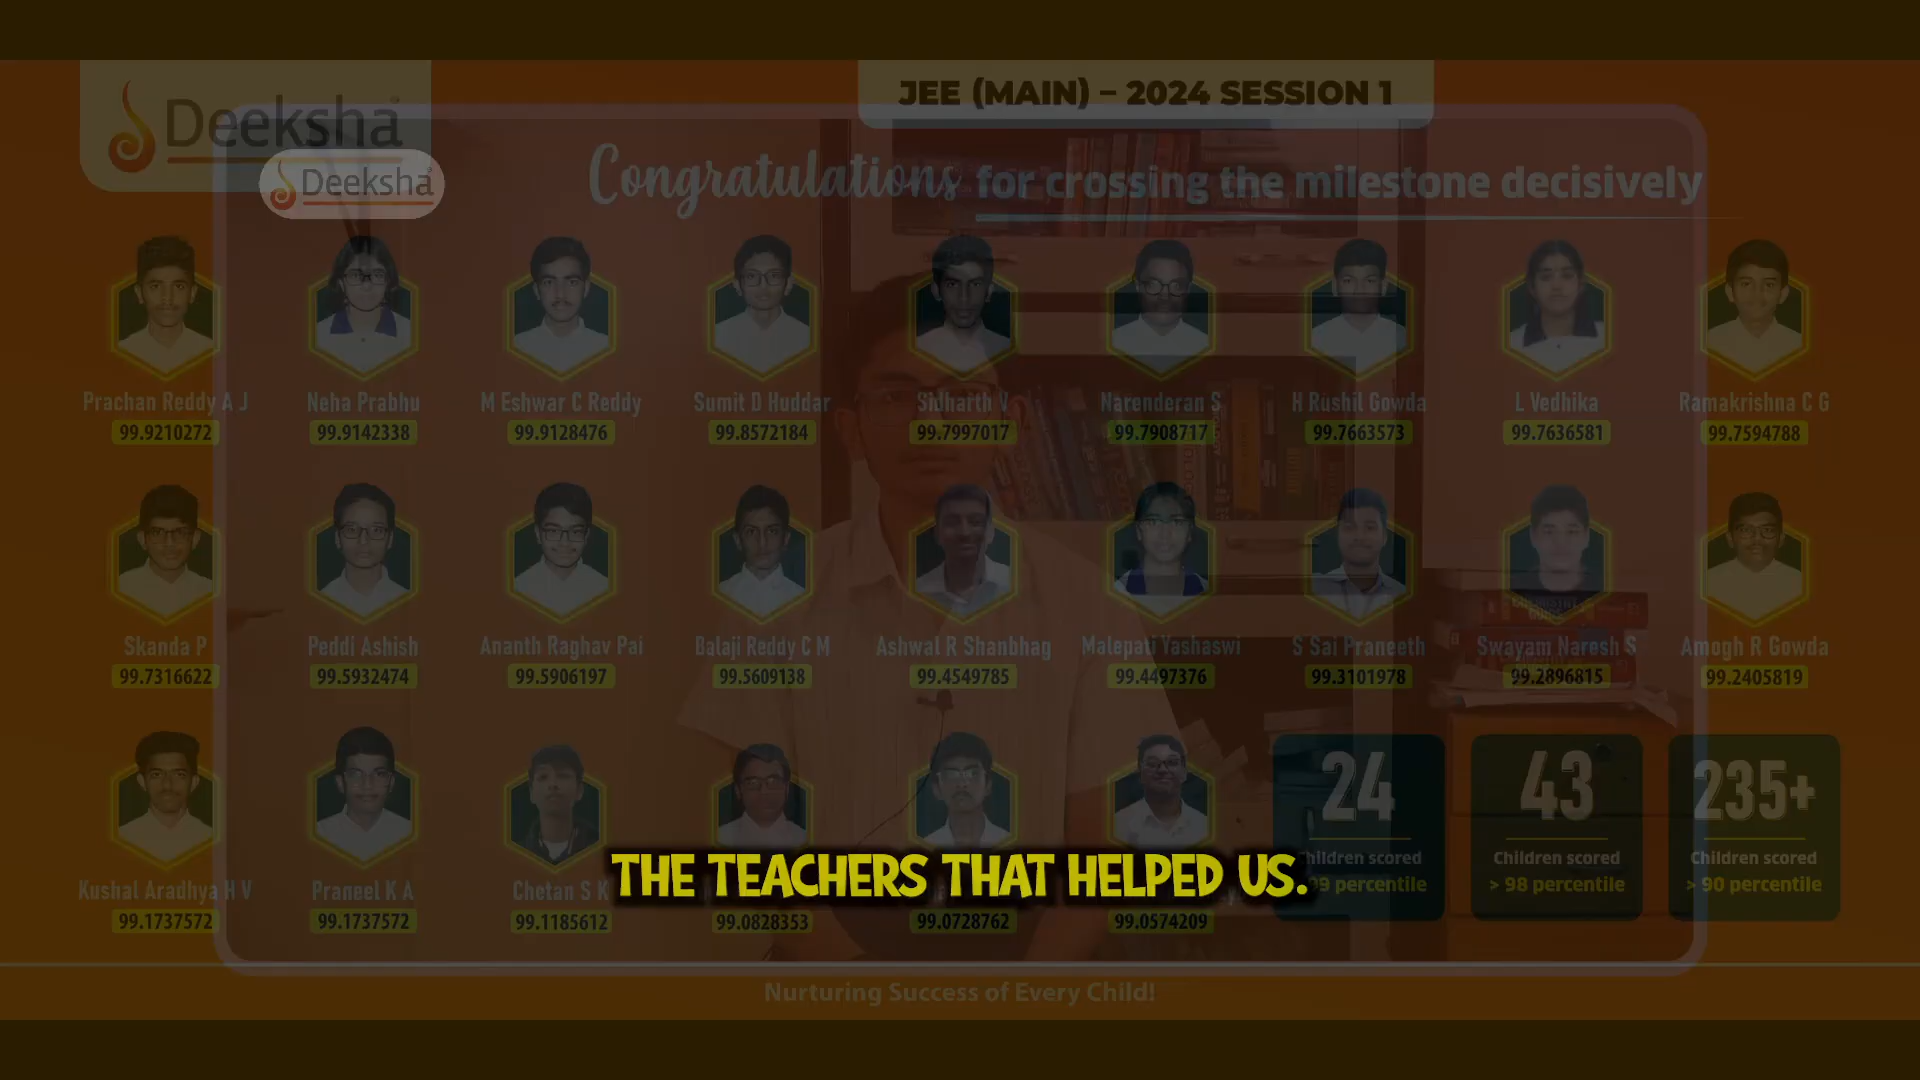 Deeksha
JEE (MAIN) – 2024 SESSION 1
Deeksha
Congratulations for crossing the milestone decisively
Prachan Reddy A J
Neha Prabhu
M Eshwar C Reddy
Sumit D Huddar
Sidharth V
Narenderan S
H Rushil Gowda
L Vedhika
Ramakrishna C G
99.9210272
99.9142338
99.9128476
99.8572184
99.7997017
99.7908717
99.7663573
99.7636581
99.7594788
Skanda P
Peddi Ashish
Ananth Raghav Pai
Balaji Reddy C M
Ashwal R Shanbhag
Malepati Yashaswi
S Sai Praneeth
Swayam Naresh S
Amogh R Gowda
99.7316622
99.5932474
99.5906197
99.5609138
99.4549785
99.4497376
99.3101978
99.2896815
99.2405819
Kushal Aradhya H V
Praneel K A
Chetan S K
99.1737572
99.1737572
99.1185612
99.0828353
99.0728762
99.0574209
THE TEACHERS THAT HELPED US.
24
Children scored
percentile
43
Children scored
> 98 percentile
235+
Children scored
> 90 percentile
Nurturing Success of Every Child!